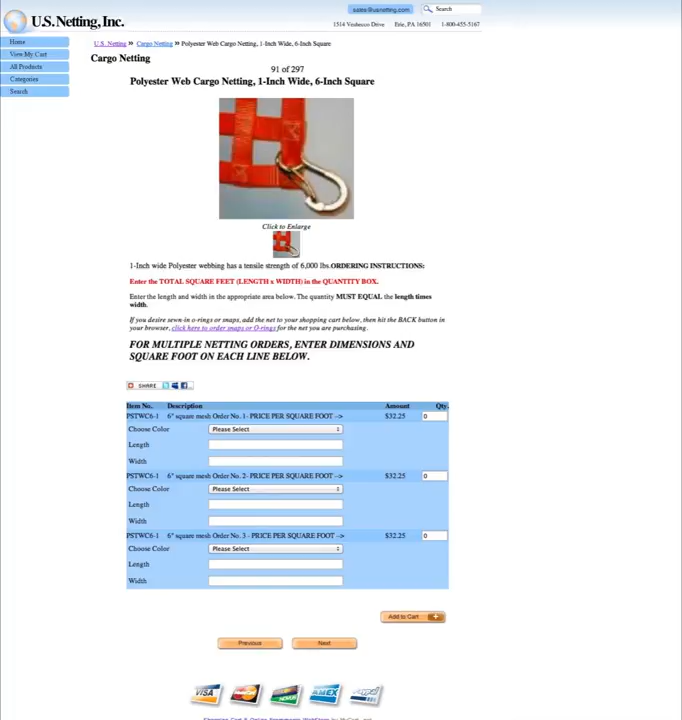 sales@usnetting.com
Search
U.S. Netting, Inc.
1514 Veshecco Drive Erie, PA 16501 1-800-455-5167
Home
View My Cart
All Products
Categories
Search
U.S. Netting » Cargo Netting » Polyester Web Cargo Netting, 1-Inch Wide, 6-Inch Square
Cargo Netting
91 of 297
Polyester Web Cargo Netting, 1-Inch Wide, 6-Inch Square
Click to Enlarge
1-Inch wide Polyester webbing has a tensile strength of 6,000 lbs.ORDERING INSTRUCTIONS:
Enter the TOTAL SQUARE FEET (LENGTH x WIDTH) in the QUANTITY BOX.
Enter the length and width in the appropriate area below. The quantity MUST EQUAL the length times
width.
If you desire sewn-in o-rings or snaps, add the net to your shopping cart below, then hit the BACK button in
your browser, click here to order snaps or O-rings for the net you are purchasing.
FOR MULTIPLE NETTING ORDERS, ENTER DIMENSIONS AND
SQUARE FOOT ON EACH LINE BELOW.
SHARE
Item No. Description Amount Qty.
PSTWC6-1 6" square mesh Order No. 1- PRICE PER SQUARE FOOT --> $32.25 0
Choose Color Please Select
Length
Width
PSTWC6-1 6" square mesh Order No. 2 - PRICE PER SQUARE FOOT --> $32.25 0
Choose Color Please Select
Length
Width
PSTWC6-1 6" square mesh Order No. 3 - PRICE PER SQUARE FOOT --> $32.25 0
Choose Color Please Select
Length
Width
Add to Cart
Previous Next
VISA MasterCard AMEX